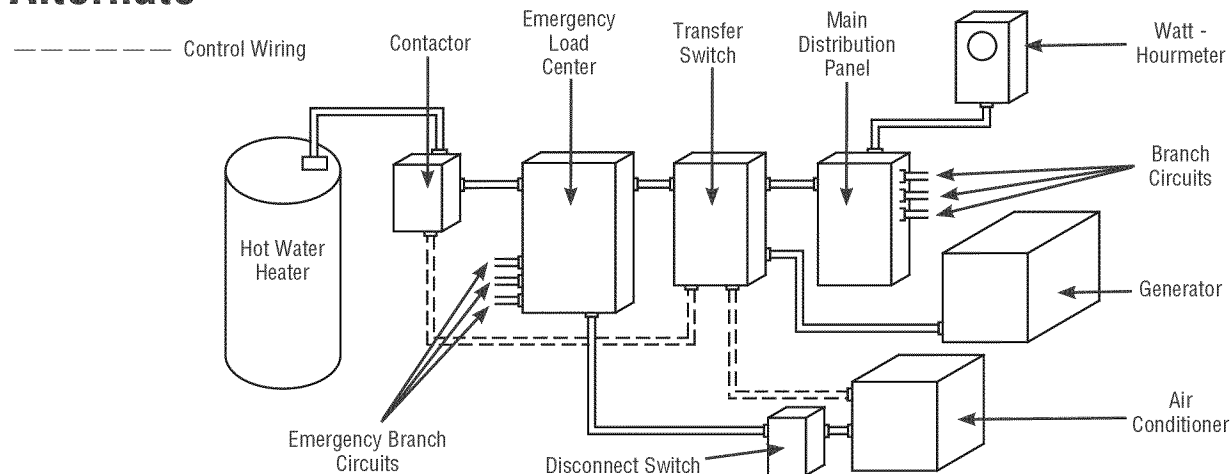 Alternate
Control Wiring
Contactor
Emergency
Load
Center
Transfer
Switch
Main
Distribution
Panel
Watt -
Hourmeter
Branch
Circuits
Hot Water
Heater
Generator
Air
Conditioner
Emergency Branch
Circuits
Disconnect Switch